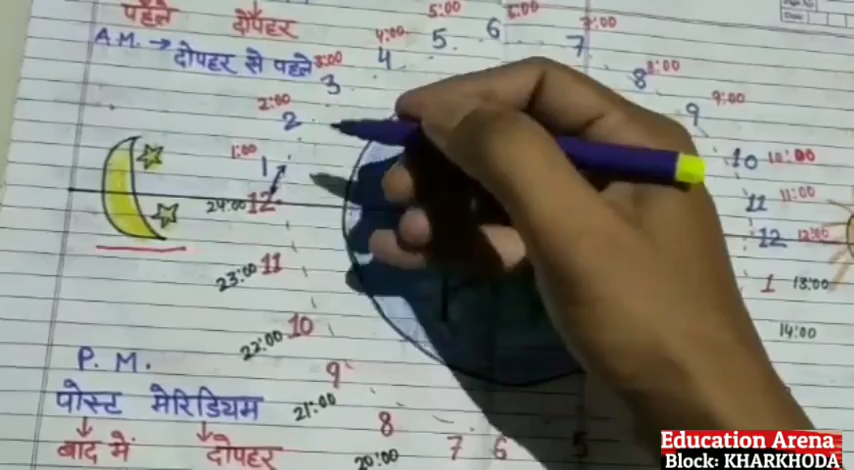 पहले दोपहर
A.M. → दोपहर से पहले
5:00 6:00 7:00
4:00 5 6 7
3:00 4 8 8:00
3 9 9:00
2:00
2 10 10:00
1:00 1 11 11:00
24:00 12 12 12:00
23:00 11 1 13:00
22:00 10 14:00
P. M. 9
पोस्ट मेरिडियम 21:00 8
बाद में दोपहर 20:00 7 6 5
Education Arena
Block: KHARKHODA